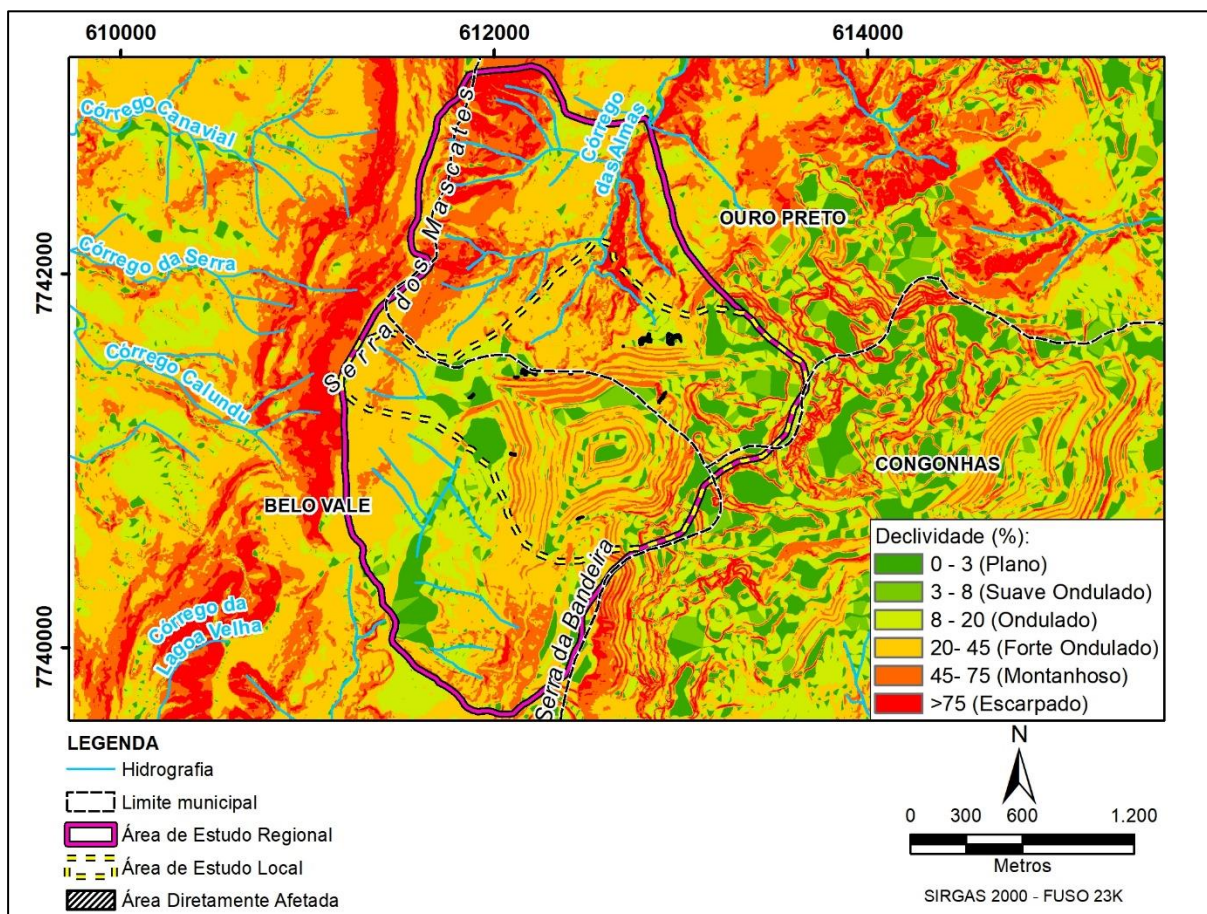 610000
612000
614000
7742000
7740000
Córrego Canavial
Córrego da Serra
Córrego Calundu
Córrego da
Lagoa Velha
Córrego
das Almas
Serra dos Mascates
Serra da Bandeira
OURO PRETO
CONGONHAS
BELO VALE
Declividade (%):
0 - 3 (Plano)
3 - 8 (Suave Ondulado)
8 - 20 (Ondulado)
20- 45 (Forte Ondulado)
45- 75 (Montanhoso)
>75 (Escarpado)
LEGENDA
Hidrografia
Limite municipal
Área de Estudo Regional
Área de Estudo Local
Área Diretamente Afetada
N
0 300 600 1.200
Metros
SIRGAS 2000 - FUSO 23K